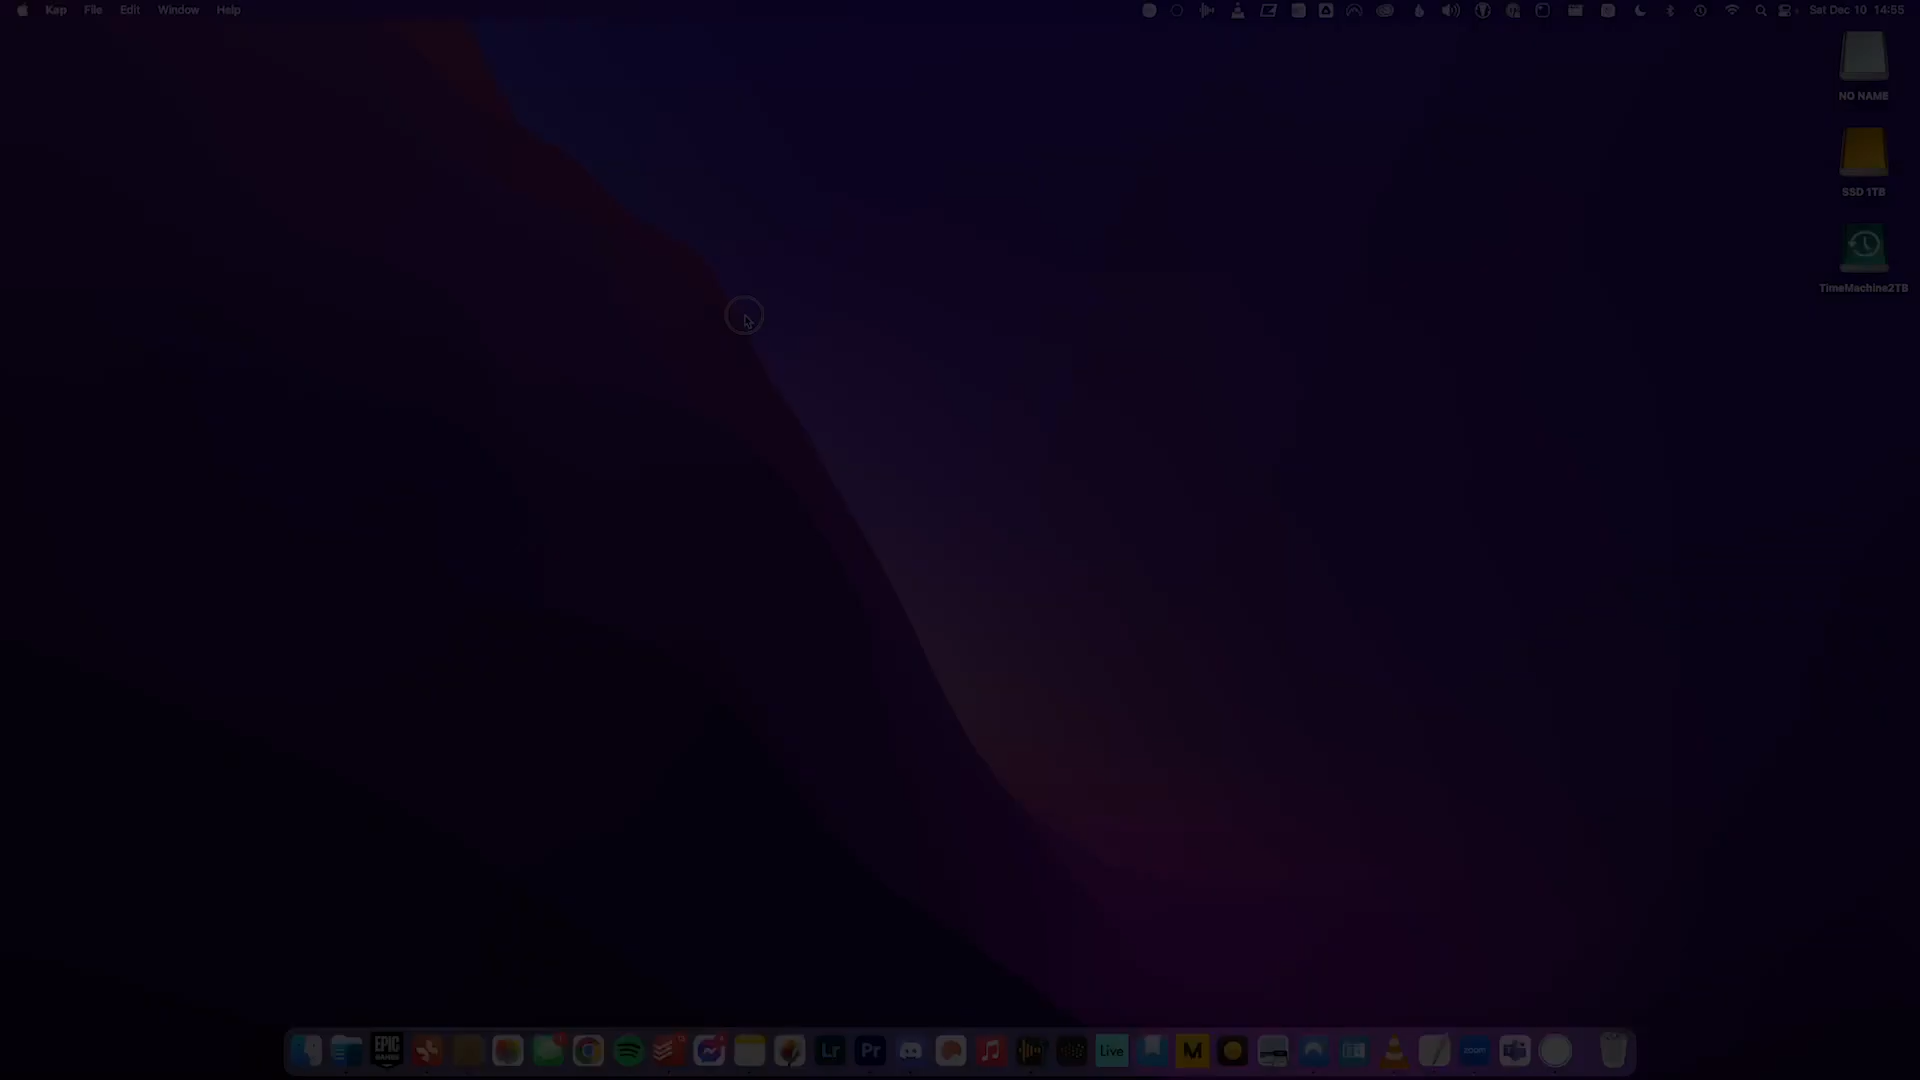 Kap File Edit Window Help Sat Dec 10 14:55
NO NAME
SSD 1TB
TimeMachine2TB
EPIC
GAMES
Lr
Pr
Live
zoom